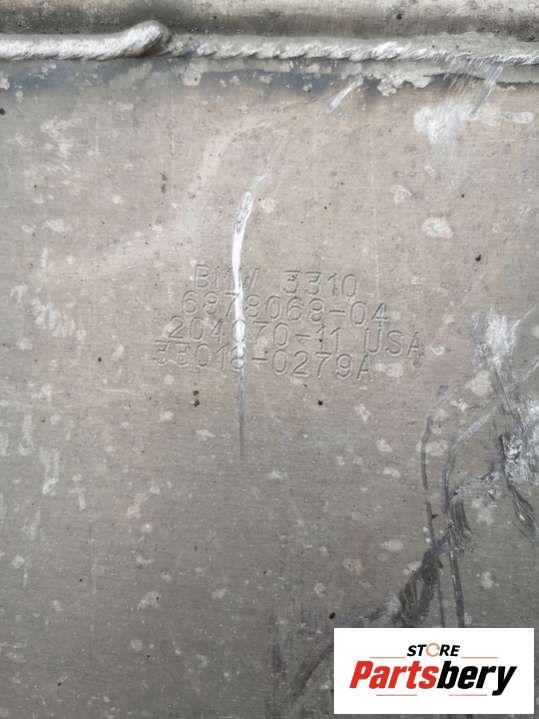 BMW 3310
6878068-04
204070-11 USA
33018-0279A
STORE
Partsbery